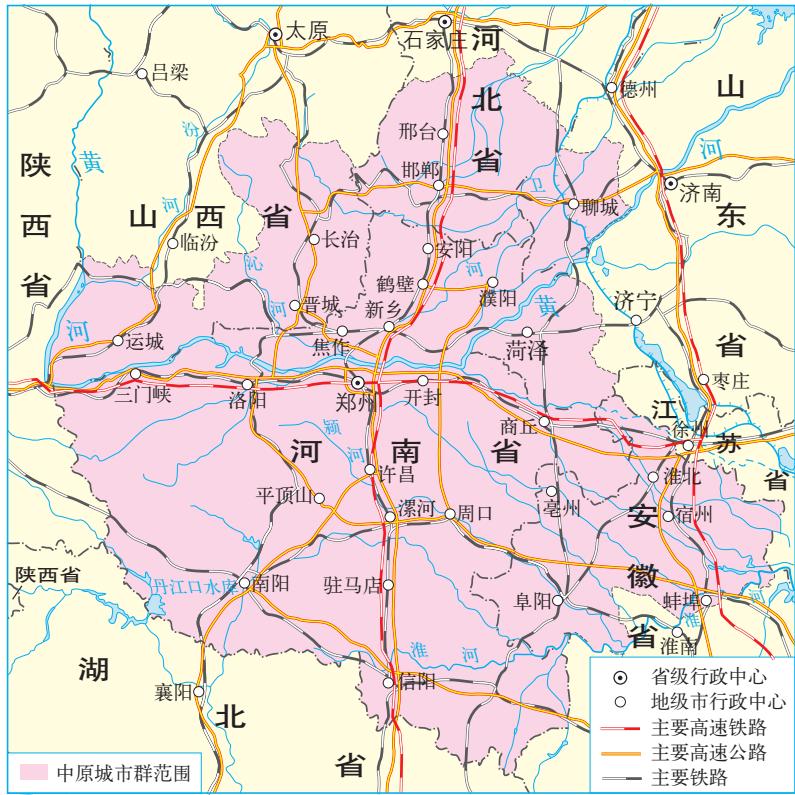 太原
石家庄
河
北
省
吕梁
德州
山
东
省
邢台
汾
河
黄
河
陕
西
省
邯郸
卫
河
济南
聊城
山 西 省
临汾
长治
安阳
沁
河
鹤壁
河
濮阳
黄
河
济宁
晋城
新乡
运城
焦作
菏泽
三门峡
洛阳
郑州
开封
枣庄
江
苏
省
商丘
徐州
颍
河
河 南 省
许昌
淮北
平顶山
亳州
安
徽
省
宿州
漯河
周口
陕西省
丹江口水库
南阳
驻马店
阜阳
蚌埠
淮
河
淮南
淮 河
湖
北
省
襄阳
信阳
中原城市群范围
省级行政中心
地级市行政中心
主要高速铁路
主要高速公路
主要铁路